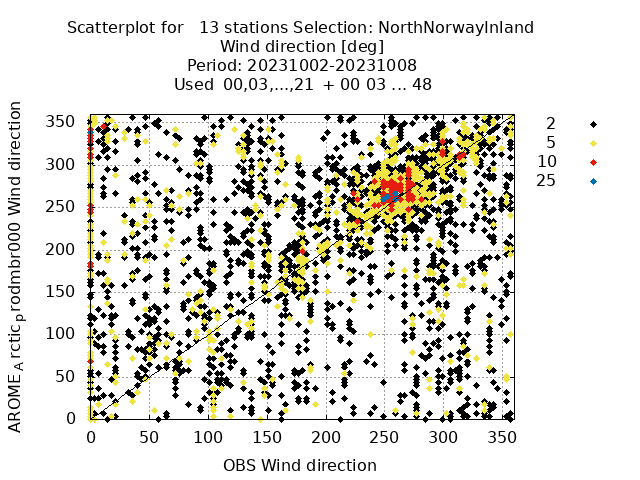 Scatterplot for   13 stations Selection: NorthNorwayInland
Wind direction [deg]
Period: 20231002-20231008
Used  00,03,...,21  + 00 03 ... 48
2
5
10
25
AROME_Arctic_prodmbr000 Wind direction
350
300
250
200
150
100
50
0
0 50 100 150 200 250 300 350
OBS Wind direction